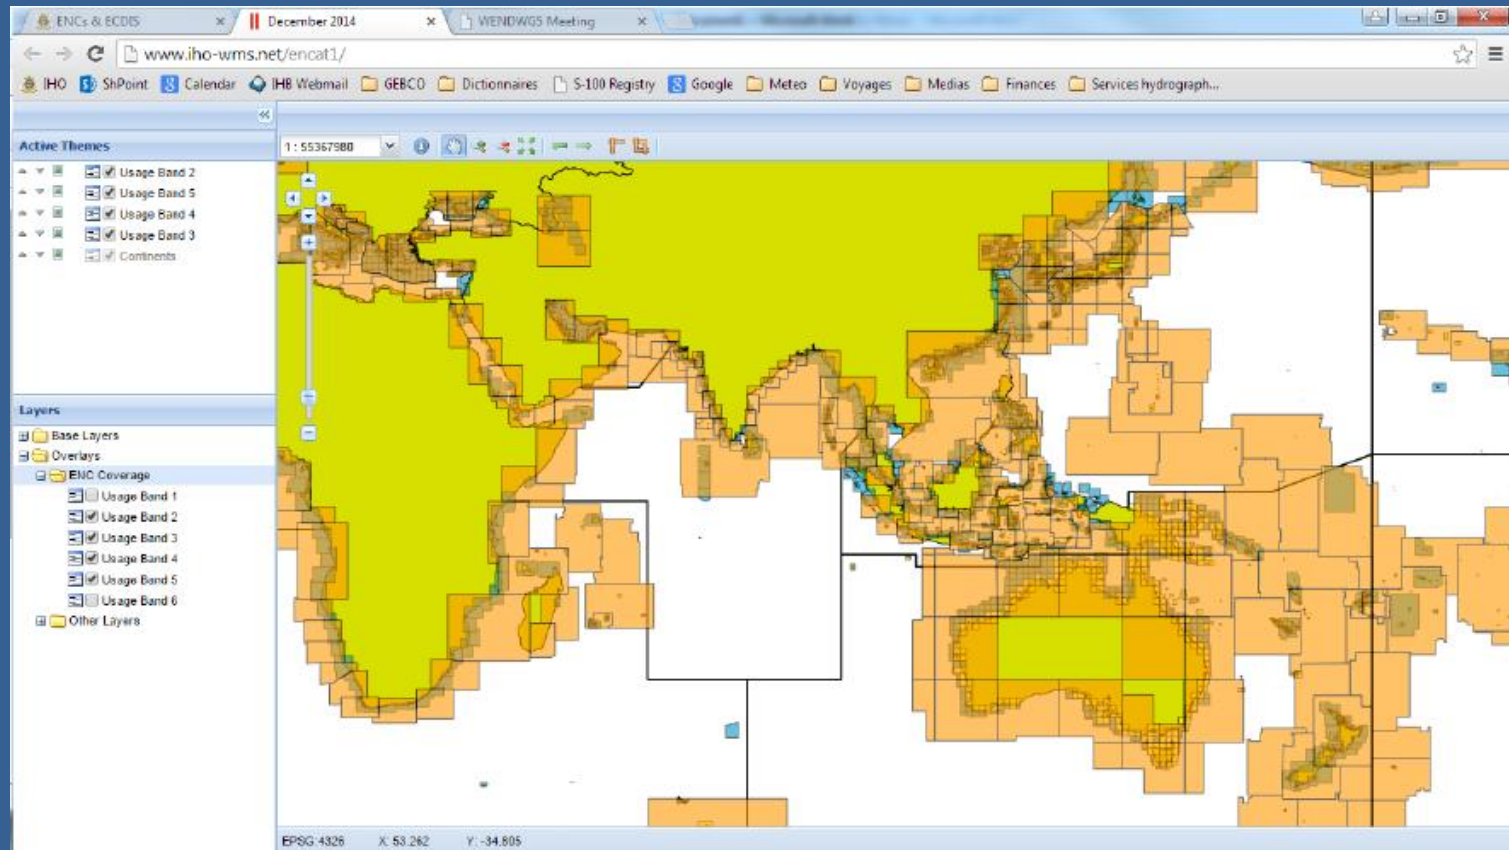 ENCs & ECDIS December 2014 WENDWG5 Meeting
www.iho-wms.net/encat1/
IHO ShPoint Calendar IHB Webmail GEBCO Dictionnaires S-100 Registry Google Meteo Voyages Medias Finances Services hydrograph...
Active Themes
1 : 55367980
Usage Band 2
Usage Band 5
Usage Band 4
Usage Band 3
Continents
Layers
Base Layers
Overlays
ENC Coverage
Usage Band 1
Usage Band 2
Usage Band 3
Usage Band 4
Usage Band 5
Usage Band 6
Other Layers
EPSG:4326 X: 53.262 Y: -34.805